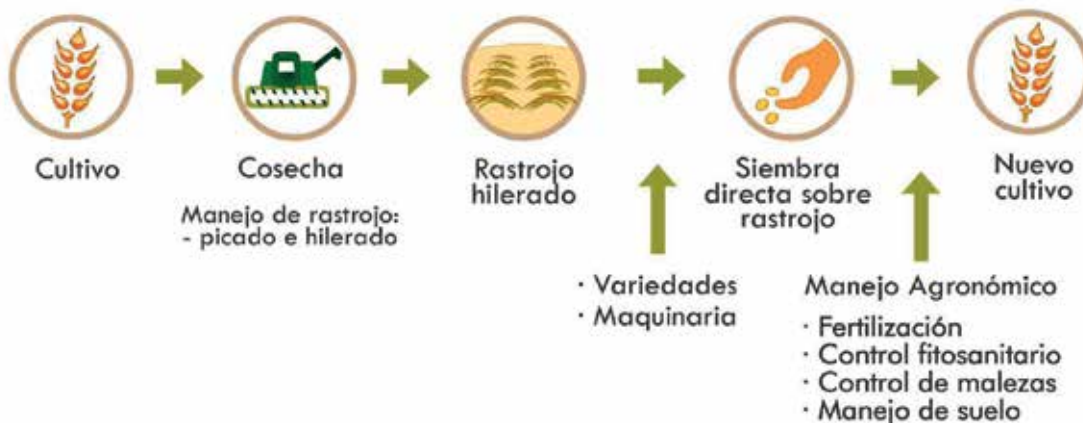 Cultivo
Cosecha
Manejo de rastrojo:
- picado e hilerado
Rastrojo
hilerado
Siembra
directa sobre
rastrojo
Nuevo
cultivo
· Variedades
· Maquinaria
Manejo Agronómico
· Fertilización
· Control fitosanitario
· Control de malezas
· Manejo de suelo